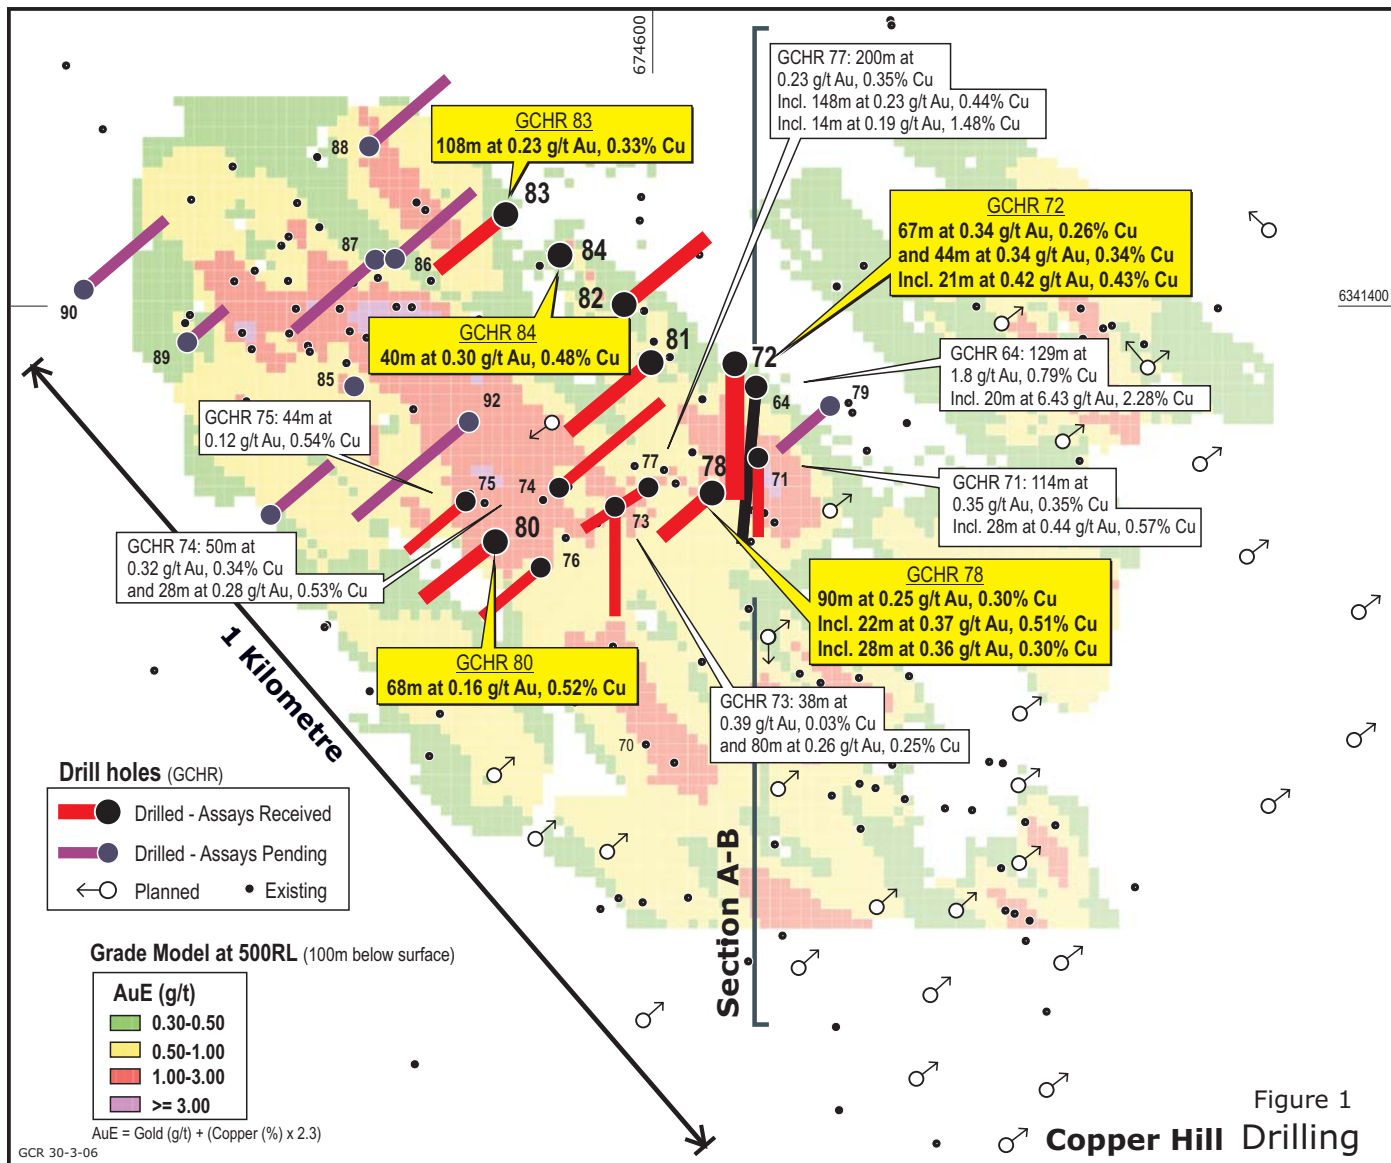 674600
GCHR 77: 200m at
0.23 g/t Au, 0.35% Cu
Incl. 148m at 0.23 g/t Au, 0.44% Cu
Incl. 14m at 0.19 g/t Au, 1.48% Cu
GCHR 83
108m at 0.23 g/t Au, 0.33% Cu
88
83
GCHR 72
67m at 0.34 g/t Au, 0.26% Cu
and 44m at 0.34 g/t Au, 0.34% Cu
Incl. 21m at 0.42 g/t Au, 0.43% Cu
87
86
84
90
82
6341400
GCHR 84
40m at 0.30 g/t Au, 0.48% Cu
89
81
72
GCHR 64: 129m at
1.8 g/t Au, 0.79% Cu
Incl. 20m at 6.43 g/t Au, 2.28% Cu
85
64
79
92
GCHR 75: 44m at
0.12 g/t Au, 0.54% Cu
77
78
71
GCHR 71: 114m at
0.35 g/t Au, 0.35% Cu
Incl. 28m at 0.44 g/t Au, 0.57% Cu
75
74
73
80
76
GCHR 74: 50m at
0.32 g/t Au, 0.34% Cu
and 28m at 0.28 g/t Au, 0.53% Cu
GCHR 78
90m at 0.25 g/t Au, 0.30% Cu
Incl. 22m at 0.37 g/t Au, 0.51% Cu
Incl. 28m at 0.36 g/t Au, 0.30% Cu
GCHR 80
68m at 0.16 g/t Au, 0.52% Cu
1 Kilometre
GCHR 73: 38m at
0.39 g/t Au, 0.03% Cu
and 80m at 0.26 g/t Au, 0.25% Cu
70
Section A-B
Drill holes (GCHR)
Drilled - Assays Received
Drilled - Assays Pending
Planned
Existing
Grade Model at 500RL (100m below surface)
AuE (g/t)
0.30-0.50
0.50-1.00
1.00-3.00
>= 3.00
AuE = Gold (g/t) + (Copper (%) x 2.3)
GCR 30-3-06
Figure 1
Copper Hill Drilling